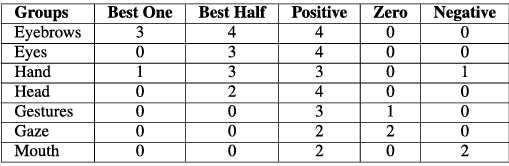 Groups Best One Best Half Positive Zero Negative
Eyebrows 3 4 4 0 0
Eyes 0 3 4 0 0
Hand 1 3 3 0 1
Head 0 2 4 0 0
Gestures 0 0 3 1 0
Gaze 0 0 2 2 0
Mouth 0 0 2 0 2